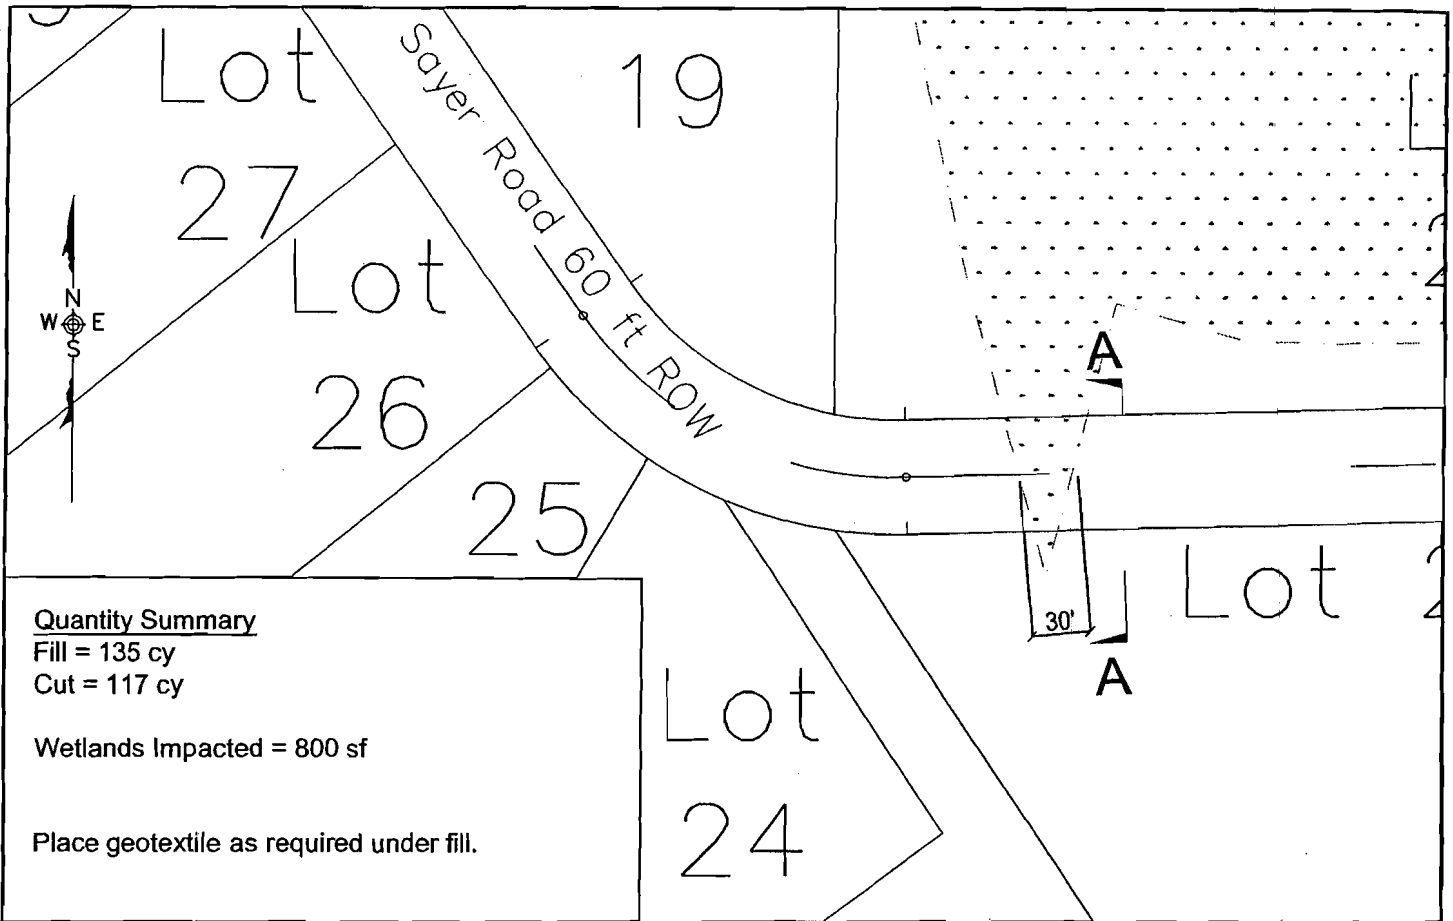 Lot
27
19
Sayer Road 60 ft ROW
Lot
26
N
W E
S
25
A
30'
A
Lot
Lot
24
Quantity Summary
Fill = 135 cy
Cut = 117 cy
Wetlands Impacted = 800 sf
Place geotextile as required under fill.